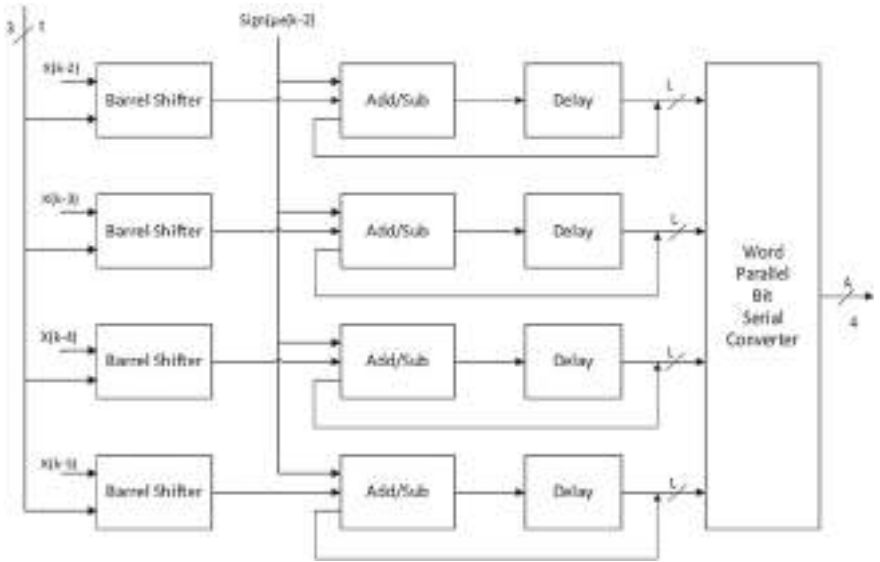 3 t
Sign(μe(k-2)
X(k-2)
Barrel Shifter
Add/Sub
Delay
L
X(k-3)
Barrel Shifter
Add/Sub
Delay
L
Word
Parallel
Bit
Serial
Converter
A
4
X(k-4)
Barrel Shifter
Add/Sub
Delay
L
X(k-5)
Barrel Shifter
Add/Sub
Delay
L